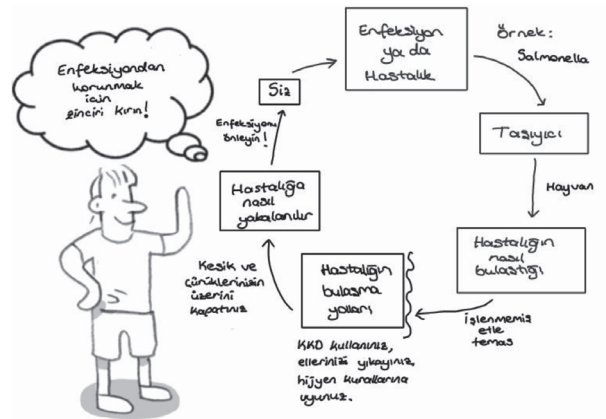 Enfeksiyondan
korunmak
için
zinciri kırın!
Enfeksiyon
ya da
Hastalık
Örnek:
Salmonella
Taşıyıcı
Hayvan
Hastalığın
nasıl
bulaştığı
İşlenmemiş
etle
temas
Hastalığın
bulaşma
yolları
KKD kullanınız,
ellerinizi yıkayınız,
hijyen kurallarına
uyunuz.
Kesik ve
çürüklerinizin
üzerini
kapatınız
Hastalığa
nasıl
yakalanılır
Enfeksiyonu
önleyin!
Siz